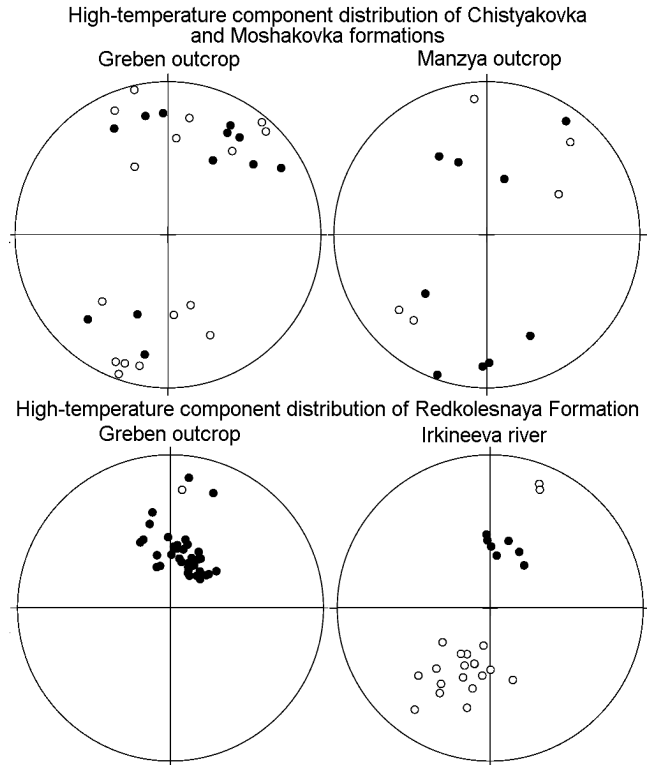 High-temperature component distribution of Chistyakovka
and Moshakovka formations
Greben outcrop
Manzya outcrop
High-temperature component distribution of Redkolesnaya Formation
Greben outcrop
Irkineeva river